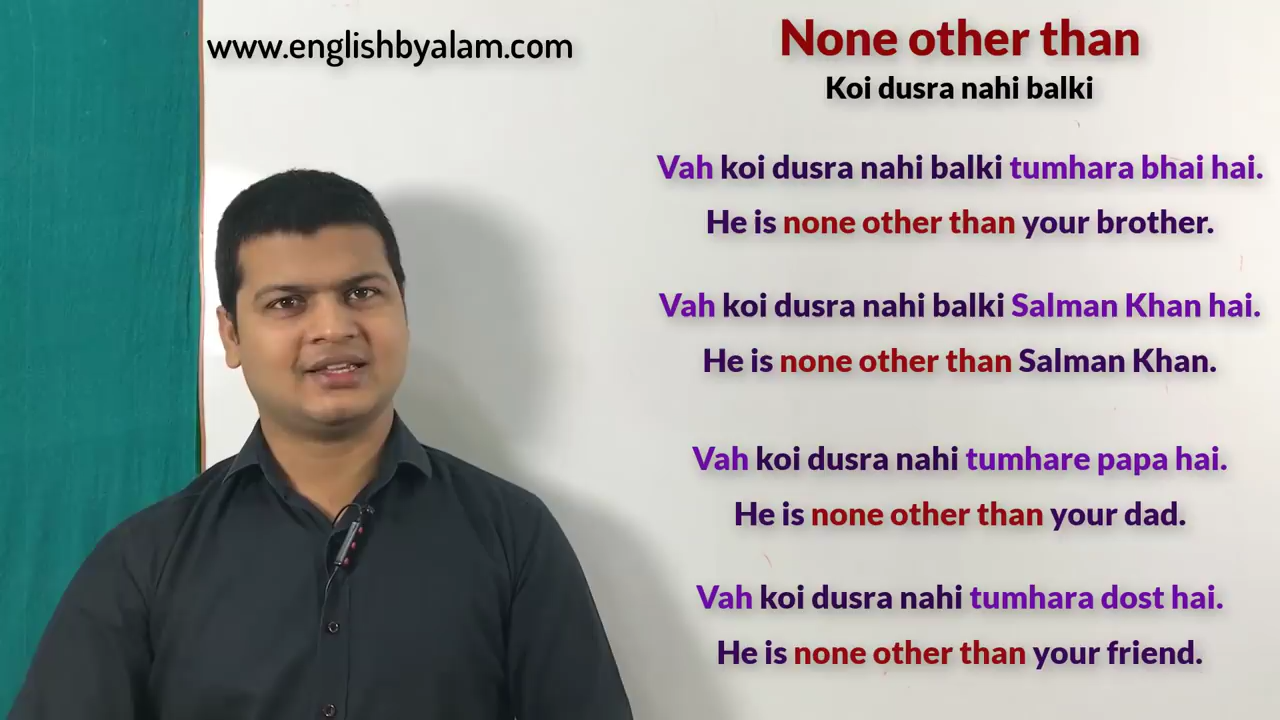 www.englishbyalam.com
None other than
Koi dusra nahi balki
Vah koi dusra nahi balki tumhara bhai hai.
He is none other than your brother.
Vah koi dusra nahi balki Salman Khan hai.
He is none other than Salman Khan.
Vah koi dusra nahi tumhare papa hai.
He is none other than your dad.
Vah koi dusra nahi tumhara dost hai.
He is none other than your friend.